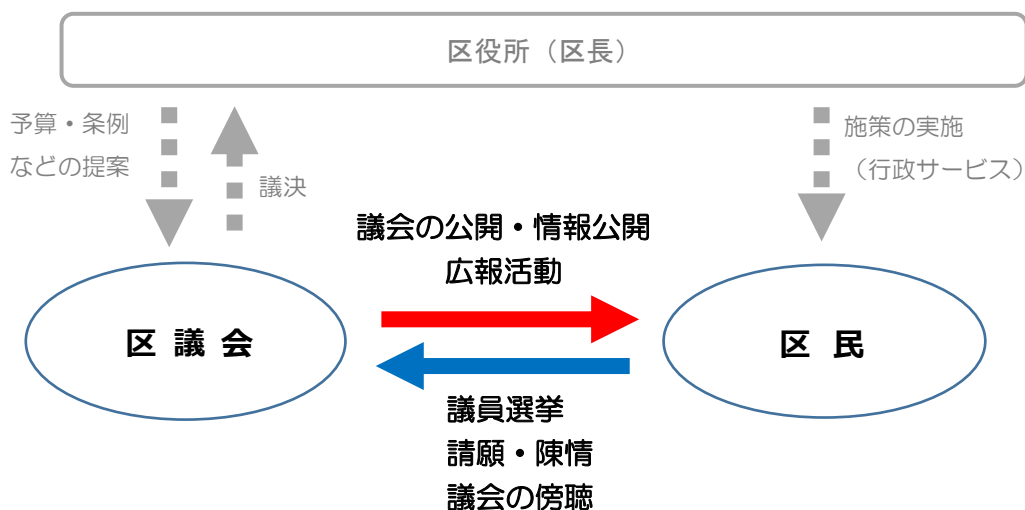 区役所（区長）
予算・条例
などの提案
議決
施策の実施
（行政サービス）
議会の公開・情報公開
広報活動
区 議 会
区 民
議員選挙
請願・陳情
議会の傍聴